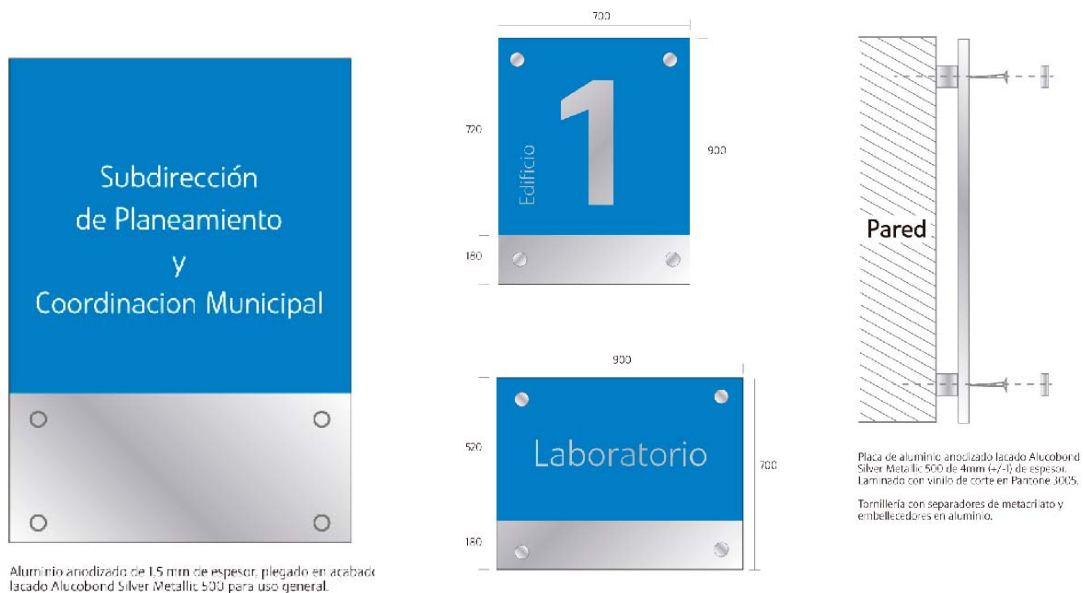 Subdirección
de Planeamiento
y
Coordinacion Municipal
Aluminio anodizado de 1,5 mm de espesor, plegado en acabado
lacado Alucobond Silver Metallic 500 para uso general.
700
720
900
180
Edificio
1
900
520
700
180
Laboratorio
Pared
Placa de aluminio anodizado lacado Alucobond
Silver Metallic 500 de 4mm (+/-1) de espesor.
Laminado con vinilo de corte en Pantone 3005.
Tornillería con separadores de metacrilato y
embellecedores en aluminio.